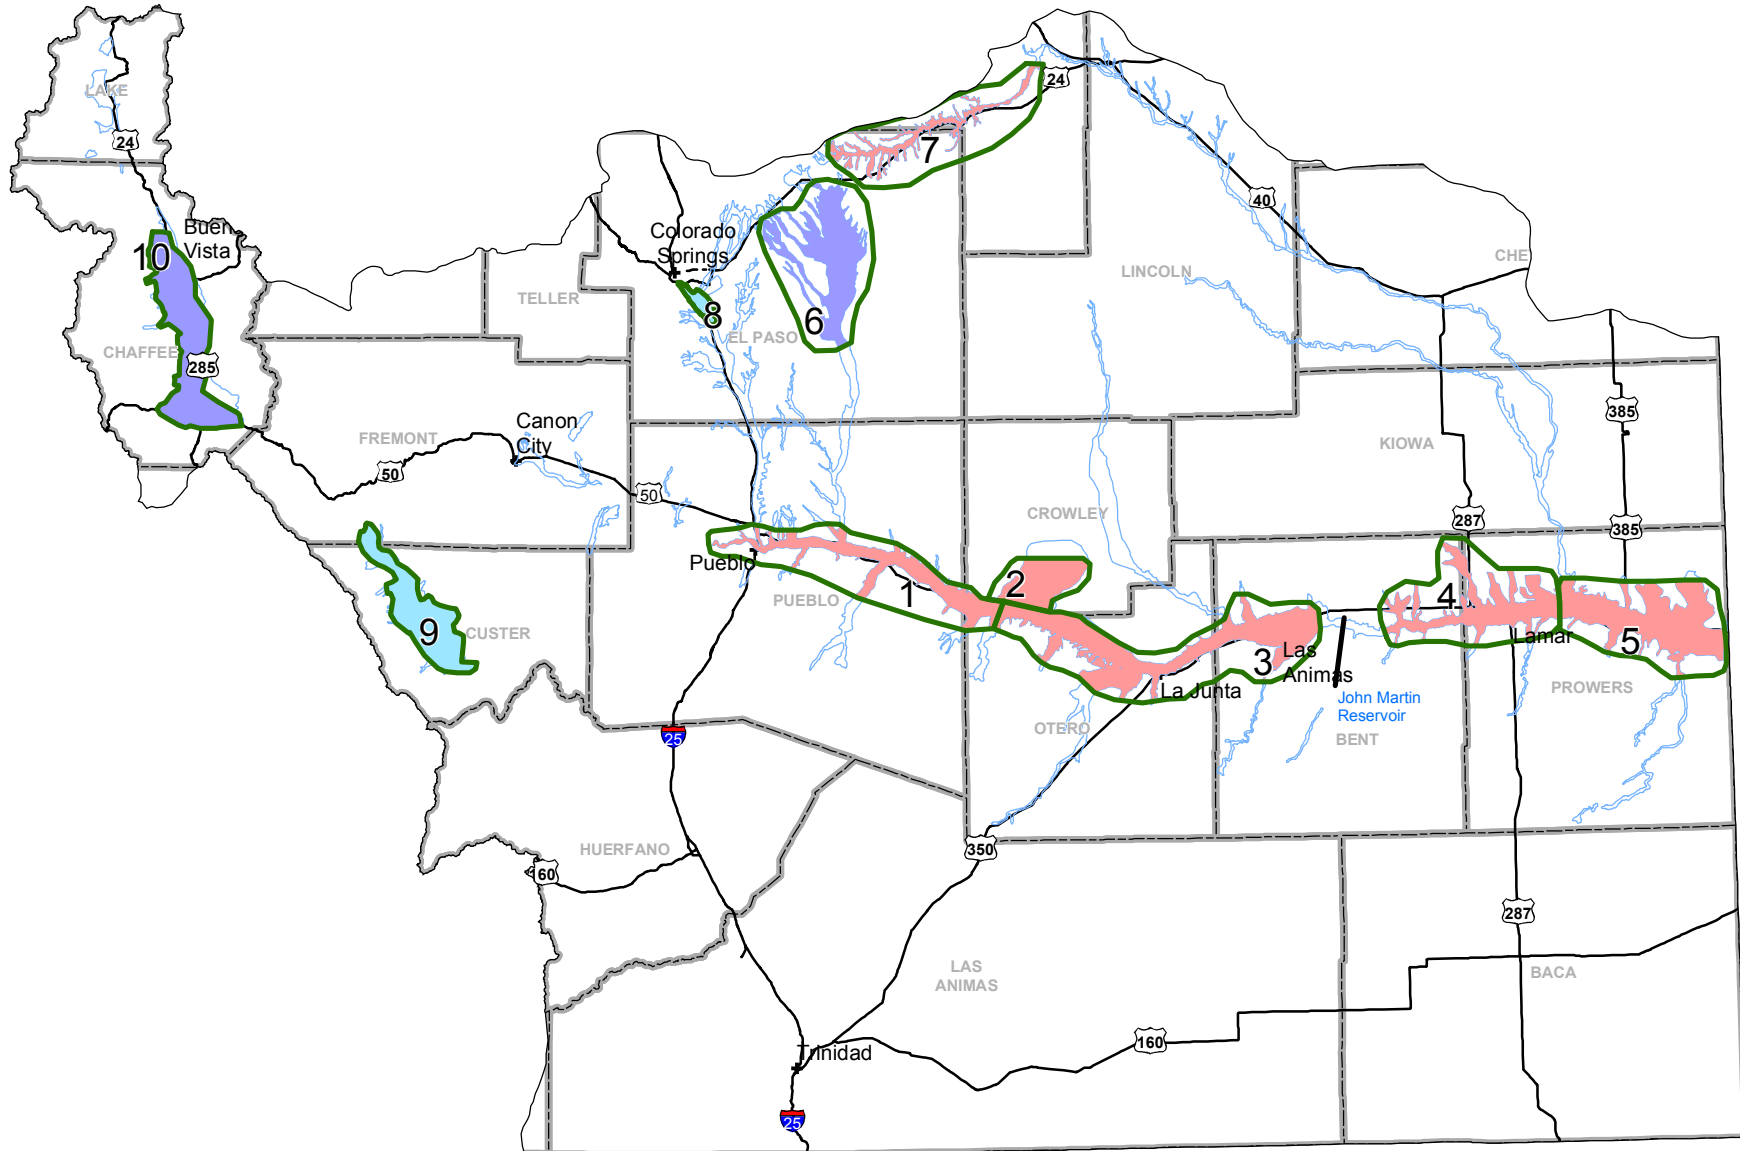 LAKE
24
24
7
40
Buena
Vista
10
Colorado
Springs
CHE
LINCOLN
TELLER
8
6
EL PASO
CHAFFEE
285
385
Canon
City
FREMONT
KIOWA
50
50
CROWLEY
287
385
Pueblo
1
2
4
PUEBLO
9
CUSTER
3
Las
Animas
Lamar
5
La Junta
PROWERS
John Martin
Reservoir
OTERO
BENT
25
HUERFANO
350
60
287
LAS
ANIMAS
BACA
160
Trinidad
25